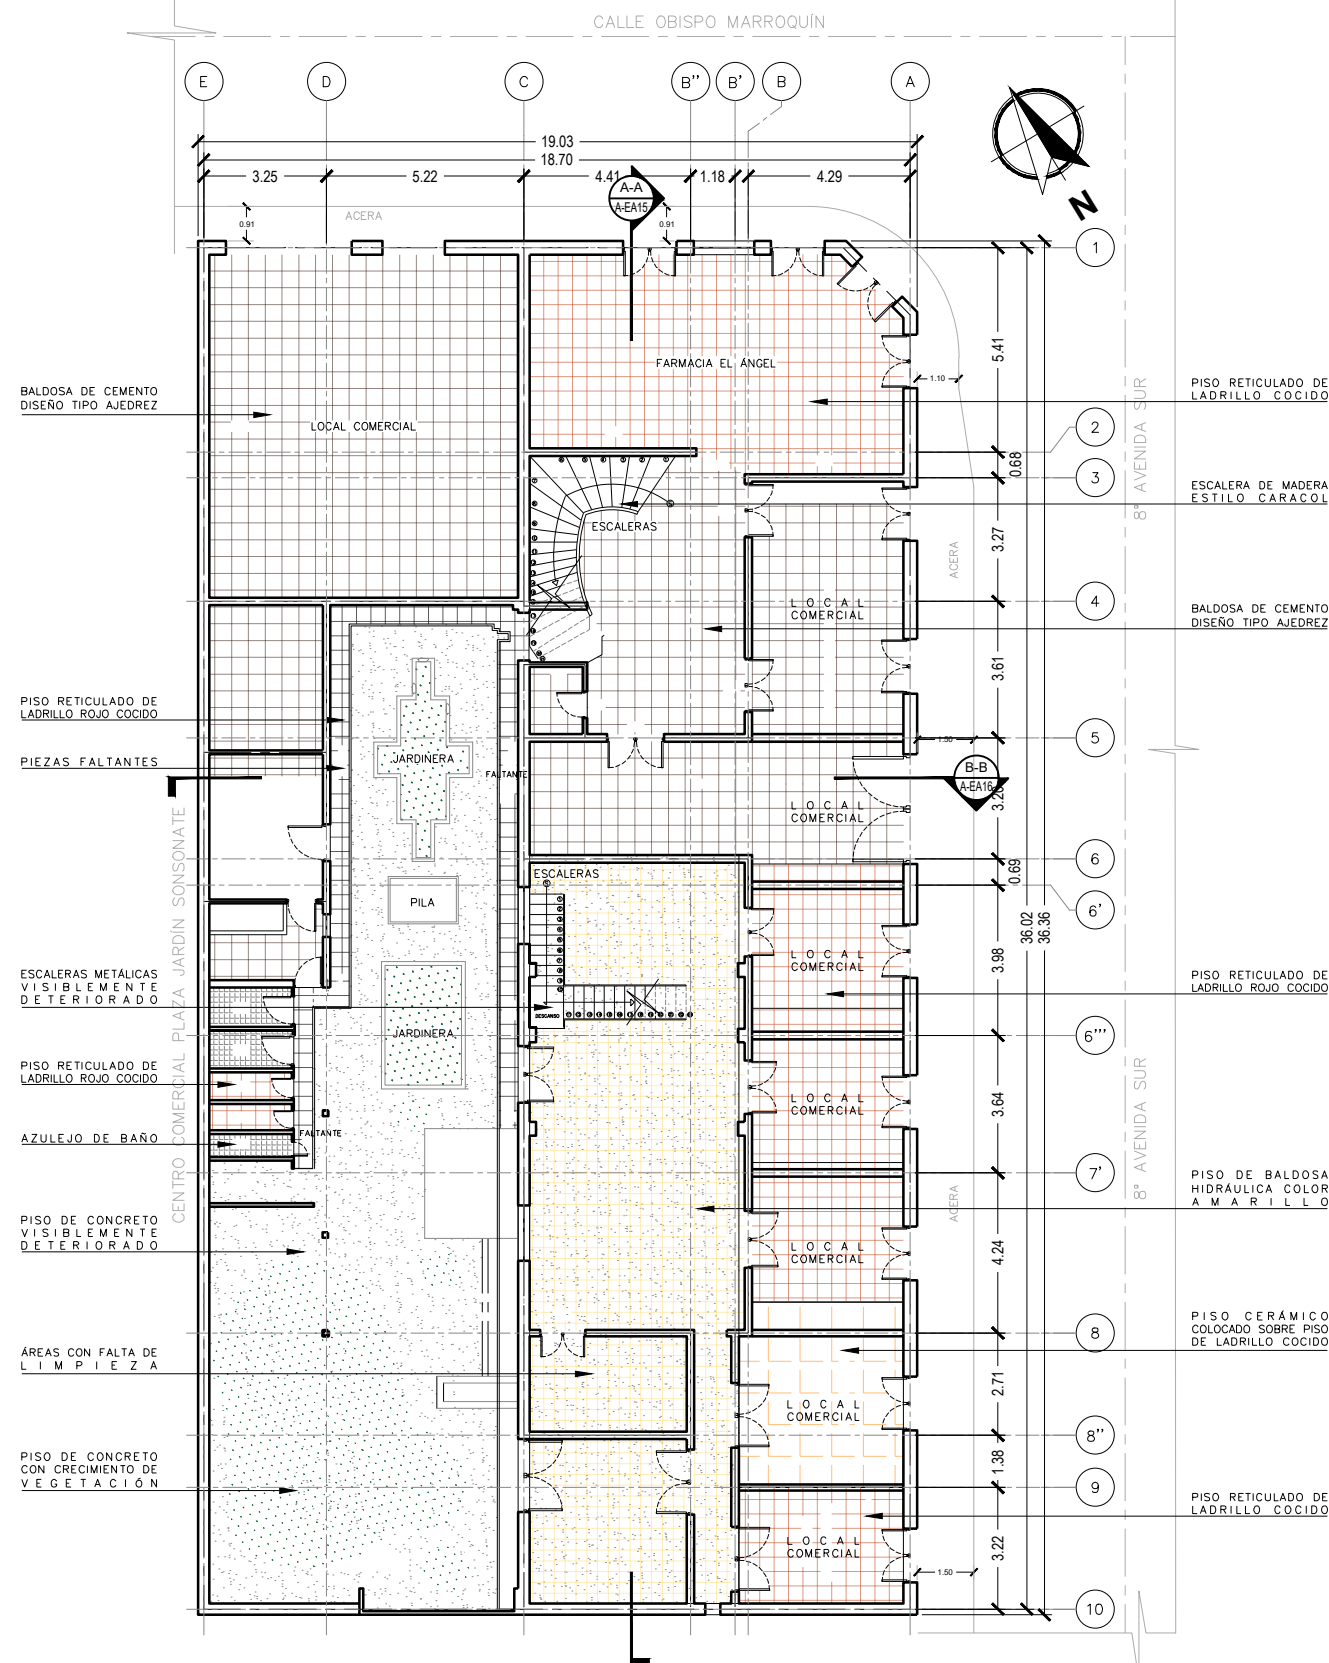 CALLE OBISPO MARROQUÍN
E
D
C
B''
B'
B
A
19.03
18.70
3.25
5.22
4.41
1.18
4.29
N
A-A
A-EA15
0.91
0.91
ACERA
1
5.41
FARMACIA EL ÁNGEL
1.10
BALDOSA DE CEMENTO
DISEÑO TIPO AJEDREZ
LOCAL COMERCIAL
PISO RETICULADO DE
LADRILLO COCIDO
2
0.68
3
8ª AVENIDA SUR
ESCALERA DE MADERA
ESTILO CARACOL
ESCALERAS
3.27
ACERA
4
LOCAL
COMERCIAL
BALDOSA DE CEMENTO
DISEÑO TIPO AJEDREZ
3.61
PISO RETICULADO DE
LADRILLO ROJO COCIDO
5
1.50
PIEZAS FALTANTES
JARDINERA
FALTANTE
B-B
A-EA16
3.20
LOCAL
COMERCIAL
CENTRO COMERCIAL PLAZA JARDÍN SONSONATE
6
0.69
ESCALERAS
PILA
6'
36.02
36.36
3.98
LOCAL
COMERCIAL
ESCALERAS METÁLICAS
VISIBLEMENTE
DETERIORADO
PISO RETICULADO DE
LADRILLO ROJO COCIDO
DESCANSO
JARDINERA
6'''
PISO RETICULADO DE
LADRILLO ROJO COCIDO
LOCAL
COMERCIAL
3.64
8ª AVENIDA SUR
AZULEJO DE BAÑO
FALTANTE
7'
PISO DE BALDOSA
HIDRÁULICA COLOR
AMARILLO
ACERA
PISO DE CONCRETO
VISIBLEMENTE
DETERIORADO
LOCAL
COMERCIAL
4.24
PISO CERÁMICO
COLOCADO SOBRE PISO
DE LADRILLO COCIDO
8
ÁREAS CON FALTA DE
LIMPIEZA
2.71
LOCAL
COMERCIAL
8''
PISO DE CONCRETO
CON CRECIMIENTO DE
VEGETACIÓN
1.38
9
PISO RETICULADO DE
LADRILLO COCIDO
LOCAL
COMERCIAL
3.22
1.50
10